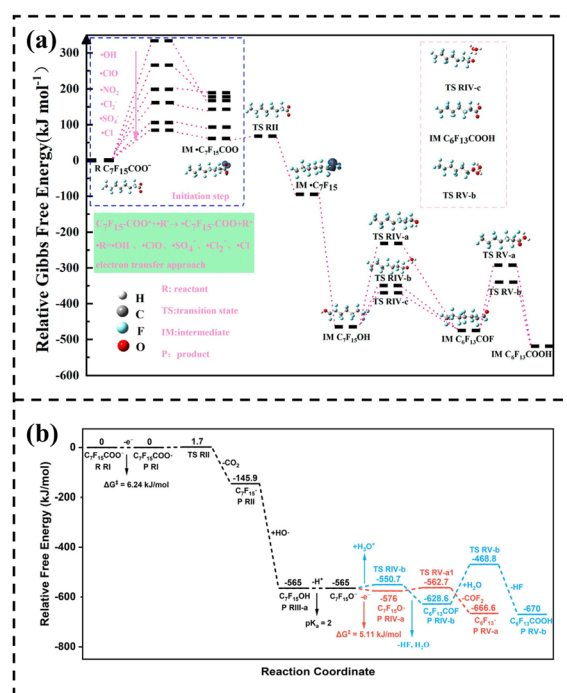 (a)
Relative Gibbs Free Energy(kJ mol⁻¹)
300
200
100
0
-100
-200
-300
-400
-500
-600
•OH
•ClO
•NO₂
•Cl₂⁻
•SO₄⁻
•Cl
R C₇F₁₅COO⁻
IM •C₇F₁₅COO
Initiation step
TS RII
IM •C₇F₁₅
C₇F₁₅-COO⁻+•R→•C₇F₁₅-COO+R⁻
•R=•OH 、•ClO、•SO₄⁻、•Cl₂⁻、•Cl
electron transfer approach
H
C
F
O
R: reactant
TS:transition state
IM:intermediate
P: product
IM C₇F₁₅OH
TS RIV-a
TS RIV-b
TS RIV-c
IM C₆F₁₃COF
TS RV-a
TS RV-b
IM C₆F₁₃COOH
TS RIV-c
IM C₆F₁₃COOH
TS RV-b
(b)
Relative Free Energy (kJ/mol)
0
-200
-400
-600
-800
0
C₇F₁₅COO⁻
R RI
-e⁻
ΔG‡ = 6.24 kJ/mol
0
C₇F₁₅COO·
P RI
1.7
TS RII
-CO₂
-145.9
C₇F₁₅·
P RII
+HO·
-565
C₇F₁₅OH
P RIII-a
-H⁺
pKₐ = 2
-565
C₇F₁₅O⁻
+H₃O⁺
TS RIV-b
-550.7
-e⁻
-576
C₇F₁₅O·
P RIV-a
ΔG‡ = 5.11 kJ/mol
-HF, H₂O
TS RV-a1
-562.7
-628.6
C₆F₁₃COF
P RIV-b
TS RV-b
-468.8
+H₂O
-COF₂
-666.6
C₆F₁₃·
P RV-a
-HF
-670
C₆F₁₃COOH
P RV-b
Reaction Coordinate